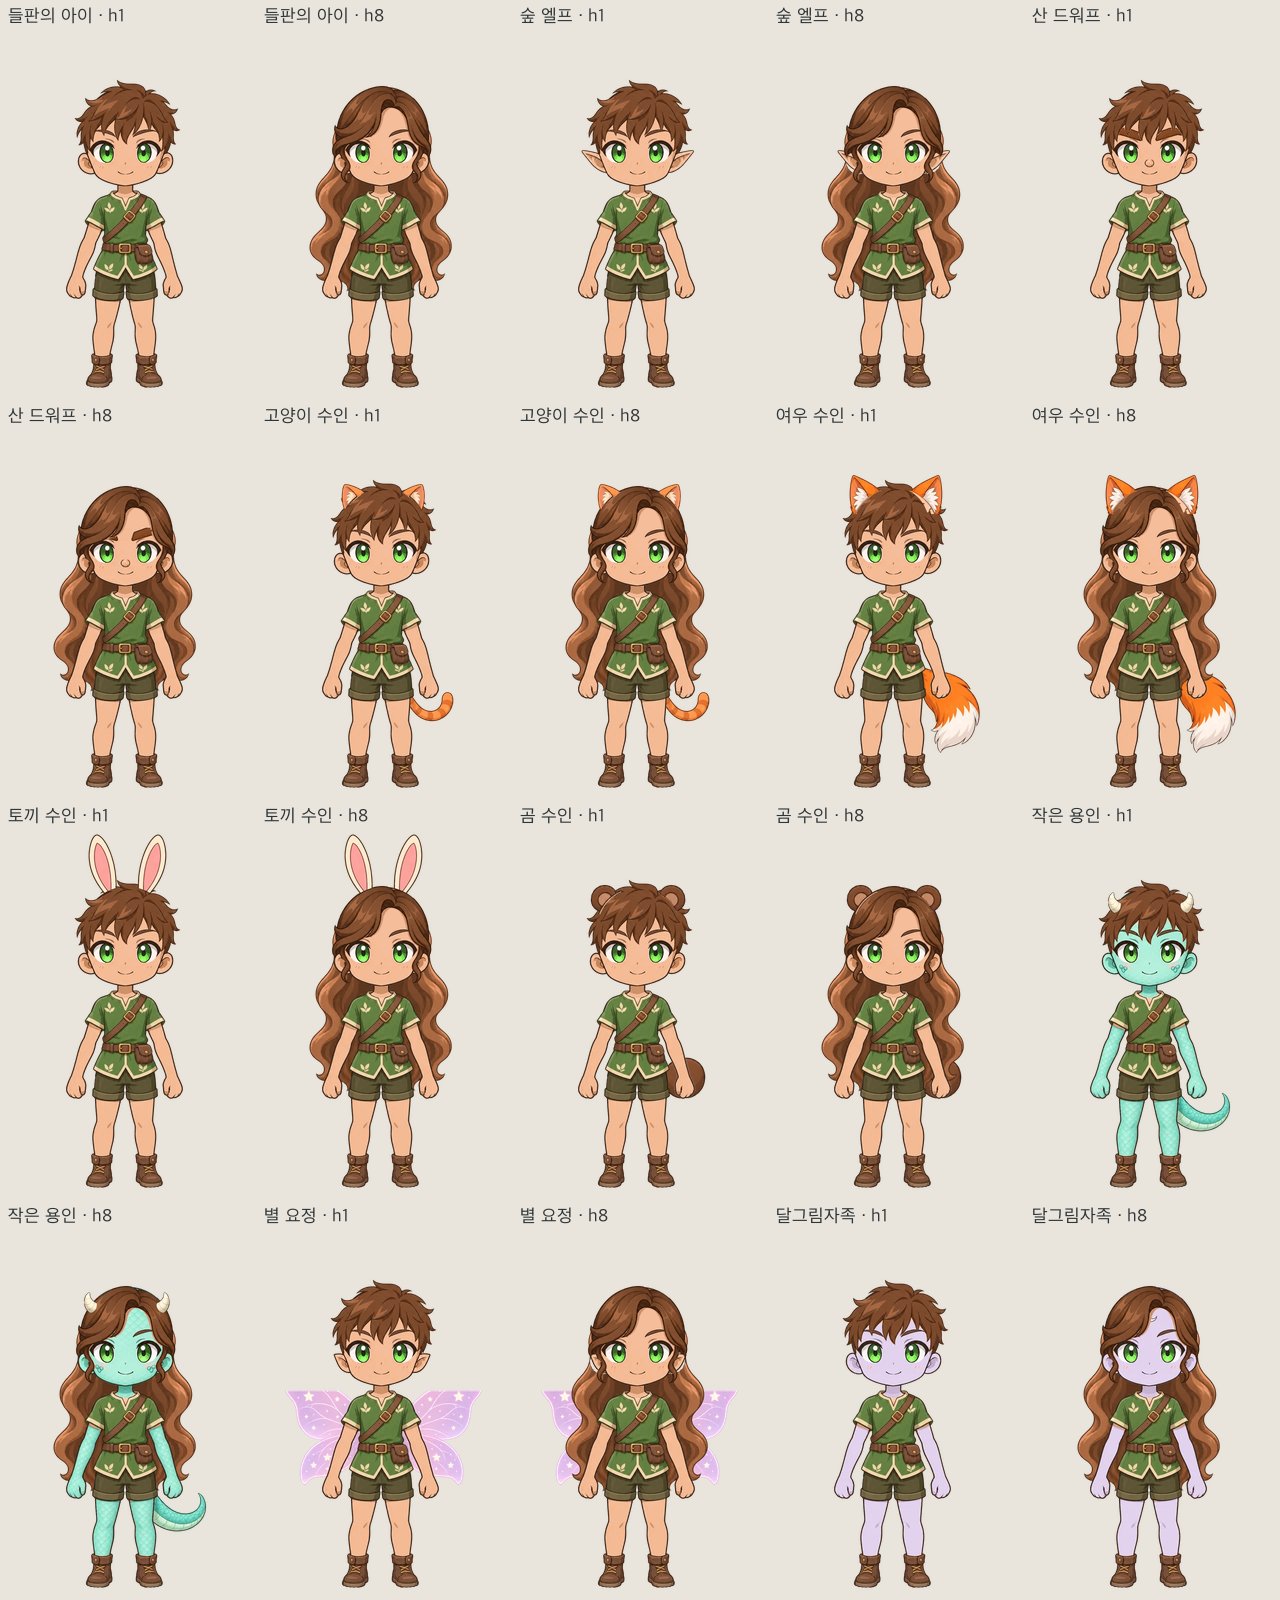 들판의 아이 · h1
들판의 아이 · h8
숲 엘프 · h1
숲 엘프 · h8
산 드워프 · h1
산 드워프 · h8
고양이 수인 · h1
고양이 수인 · h8
여우 수인 · h1
여우 수인 · h8
토끼 수인 · h1
토끼 수인 · h8
곰 수인 · h1
곰 수인 · h8
작은 용인 · h1
작은 용인 · h8
별 요정 · h1
별 요정 · h8
달그림자족 · h1
달그림자족 · h8